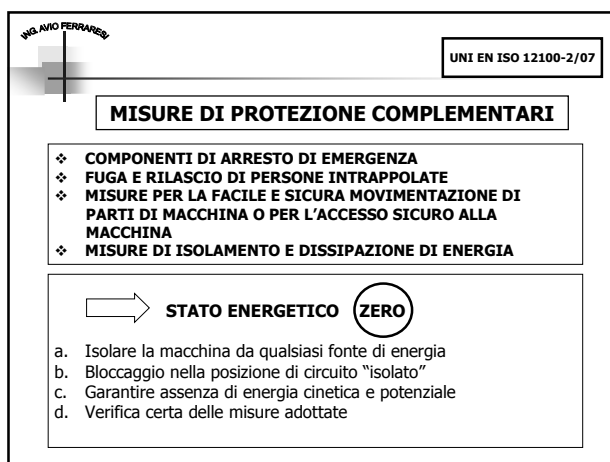 ING. AVIO FERRARESI
UNI EN ISO 12100-2/07
MISURE DI PROTEZIONE COMPLEMENTARI
❖ COMPONENTI DI ARRESTO DI EMERGENZA
❖ FUGA E RILASCIO DI PERSONE INTRAPPOLATE
❖ MISURE PER LA FACILE E SICURA MOVIMENTAZIONE DI
PARTI DI MACCHINA O PER L’ACCESSO SICURO ALLA
MACCHINA
❖ MISURE DI ISOLAMENTO E DISSIPAZIONE DI ENERGIA
STATO ENERGETICO ZERO
a. Isolare la macchina da qualsiasi fonte di energia
b. Bloccaggio nella posizione di circuito “isolato”
c. Garantire assenza di energia cinetica e potenziale
d. Verifica certa delle misure adottate